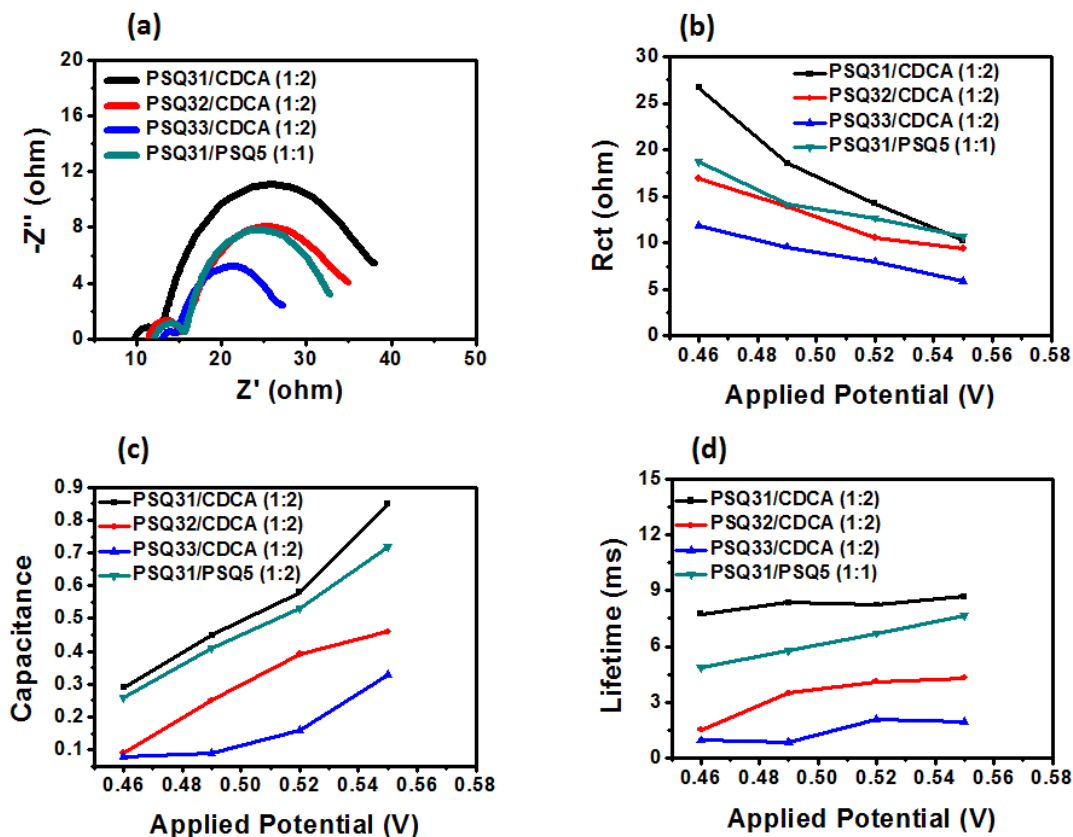 (a)
20
16
12
8
4
0
-Z'' (ohm)
PSQ31/CDCA (1:2)
PSQ32/CDCA (1:2)
PSQ33/CDCA (1:2)
PSQ31/PSQ5 (1:1)
10 20 30 40 50
Z' (ohm)
(b)
30
25
20
15
10
5
0
Rct (ohm)
PSQ31/CDCA (1:2)
PSQ32/CDCA (1:2)
PSQ33/CDCA (1:2)
PSQ31/PSQ5 (1:1)
0.46 0.48 0.50 0.52 0.54 0.56 0.58
Applied Potential (V)
(c)
0.9
0.8
0.7
0.6
0.5
0.4
0.3
0.2
0.1
Capacitance
PSQ31/CDCA (1:2)
PSQ32/CDCA (1:2)
PSQ33/CDCA (1:2)
PSQ31/PSQ5 (1:2)
0.46 0.48 0.50 0.52 0.54 0.56 0.58
Applied Potential (V)
(d)
15
12
9
6
3
0
Lifetime (ms)
PSQ31/CDCA (1:2)
PSQ32/CDCA (1:2)
PSQ33/CDCA (1:2)
PSQ31/PSQ5 (1:1)
0.46 0.48 0.50 0.52 0.54 0.56 0.58
Applied Potential (V)